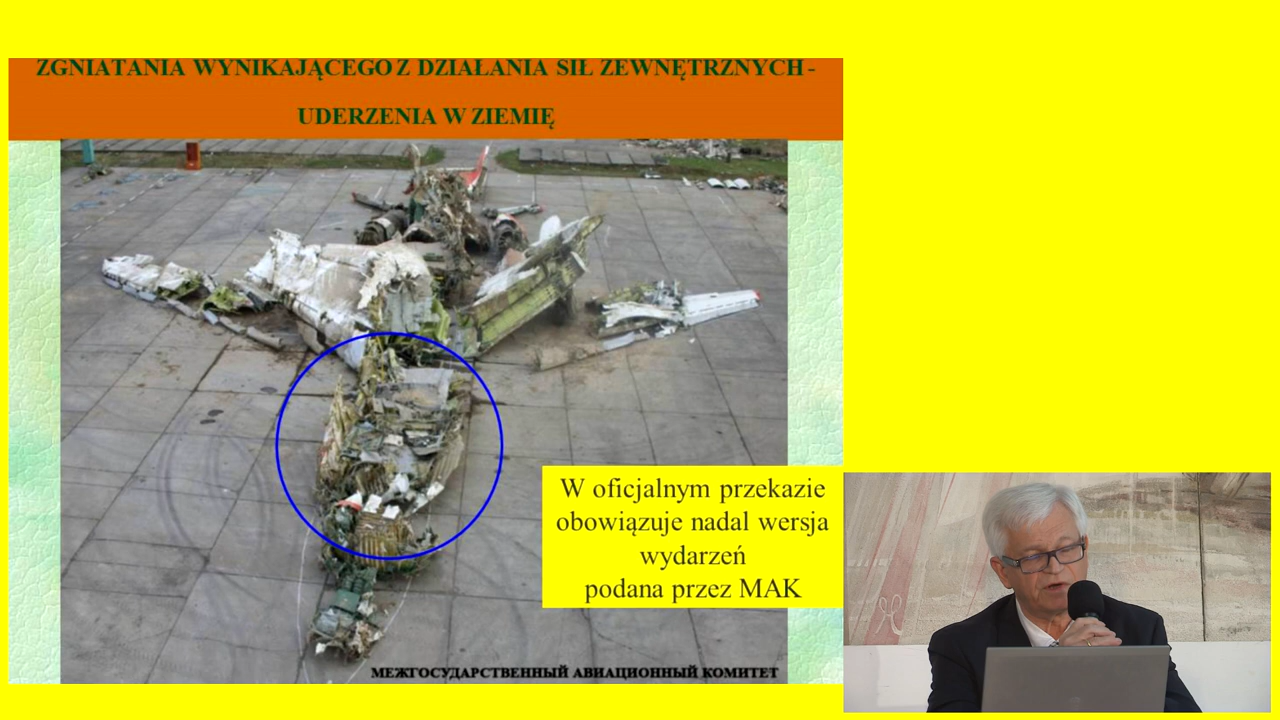 ZGNIATANIA WYNIKAJĄCEGO Z DZIAŁANIA SIŁ ZEWNĘTRZNYCH -
UDERZENIA W ZIEMIĘ
W oficjalnym przekazie
obowiązuje nadal wersja
wydarzeń
podana przez MAK
МЕЖГОСУДАРСТВЕННЫЙ АВИАЦИОННЫЙ КОМИТЕТ